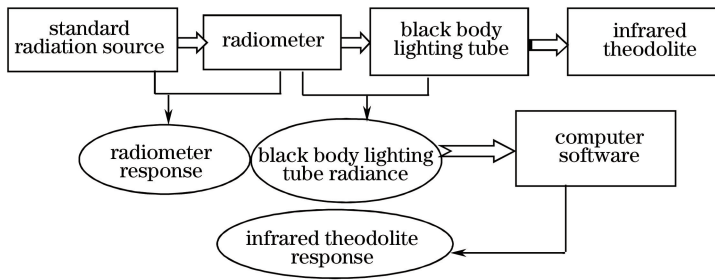 standard
radiation source
radiometer
black body
lighting tube
infrared
theodolite
radiometer
response
black body lighting
tube radiance
computer
software
infrared theodolite
response